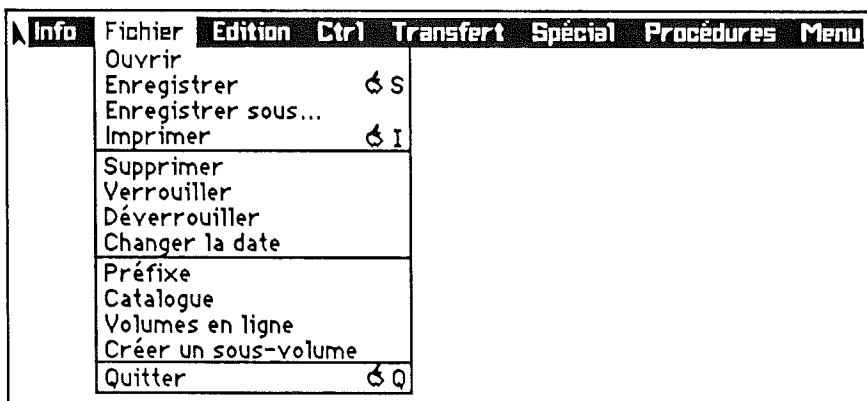 Info Fichier Edition Ctrl Transfert Spécial Procédures Menu
Ouvrir
Enregistrer S
Enregistrer sous...
Imprimer I
Supprimer
Verrouiller
Déverrouiller
Changer la date
Préfixe
Catalogue
Volumes en ligne
Créer un sous-volume
Quitter Q